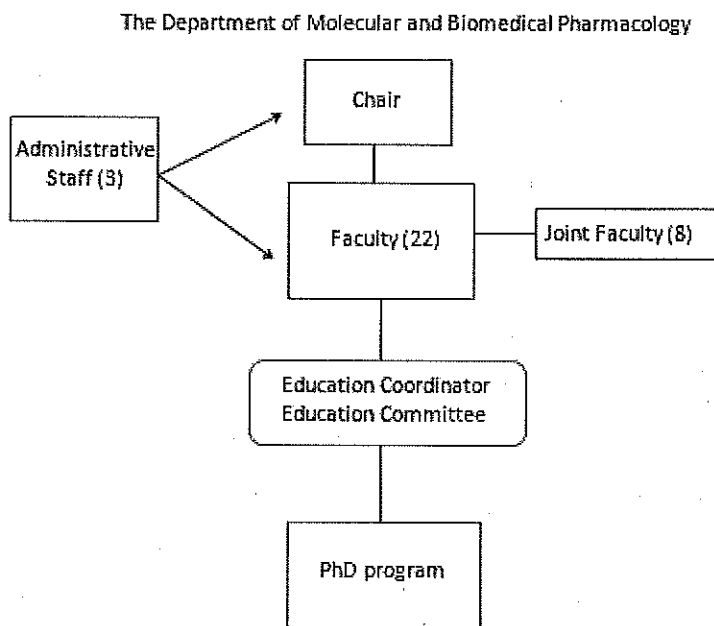 The Department of Molecular and Biomedical Pharmacology
Chair
Administrative
Staff (3)
Faculty (22)
Joint Faculty (8)
Education Coordinator
Education Committee
PhD program